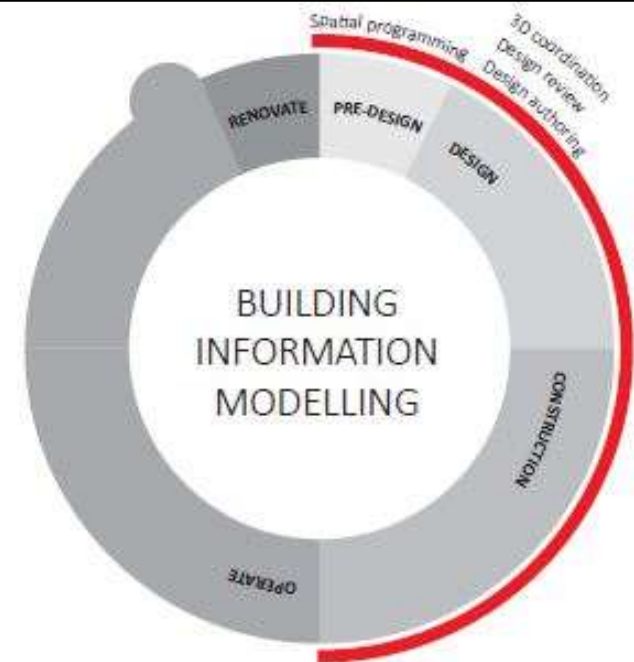 Spatial programming
3D coordination
Design review
Design authoring
RENOVATE
PRE-DESIGN
DESIGN
BUILDING
INFORMATION
MODELLING
CONSTRUCTION
OPERATE